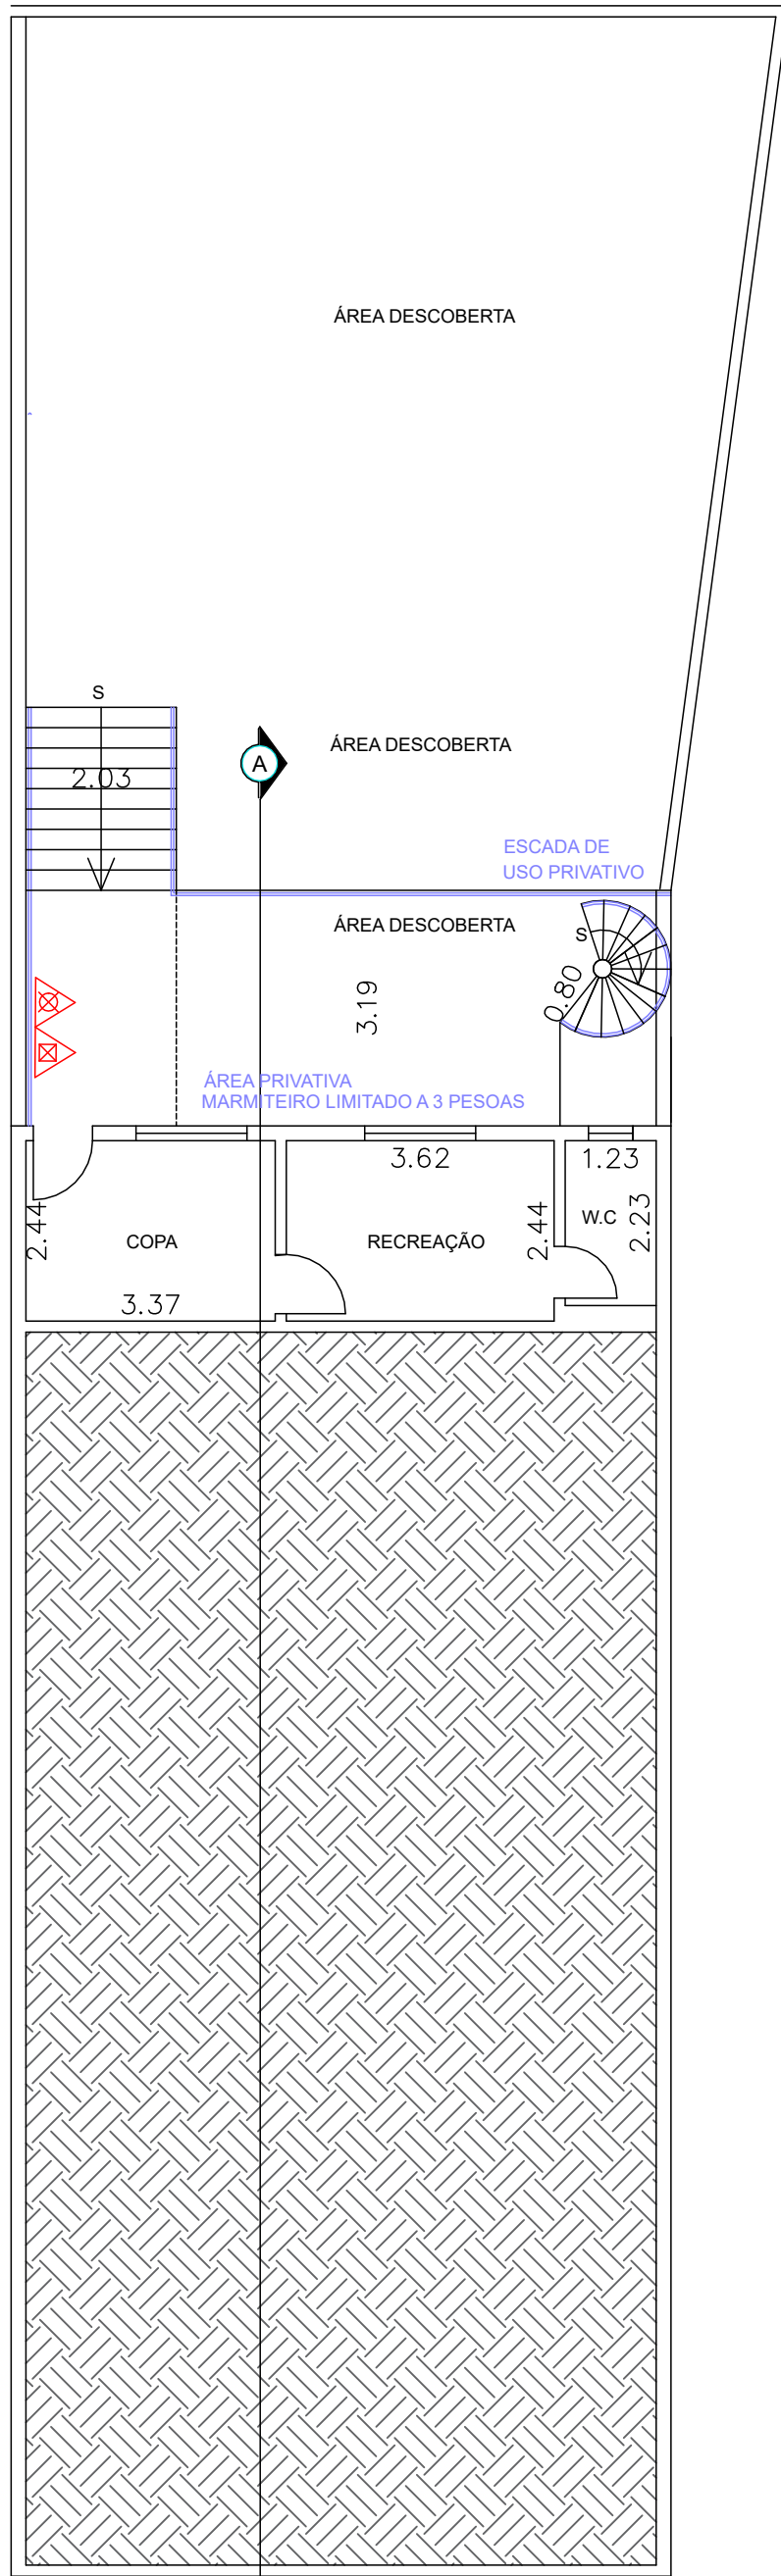 ÁREA DESCOBERTA
S
2.03
A
ÁREA DESCOBERTA
ESCADA DE
USO PRIVATIVO
ÁREA DESCOBERTA
S
0.80
3.19
ÁREA PRIVATIVA
MARMITEIRO LIMITADO A 3 PESOAS
3.62
1.23
2.44
COPA
RECREAÇÃO
2.44
W.C
2.23
3.37